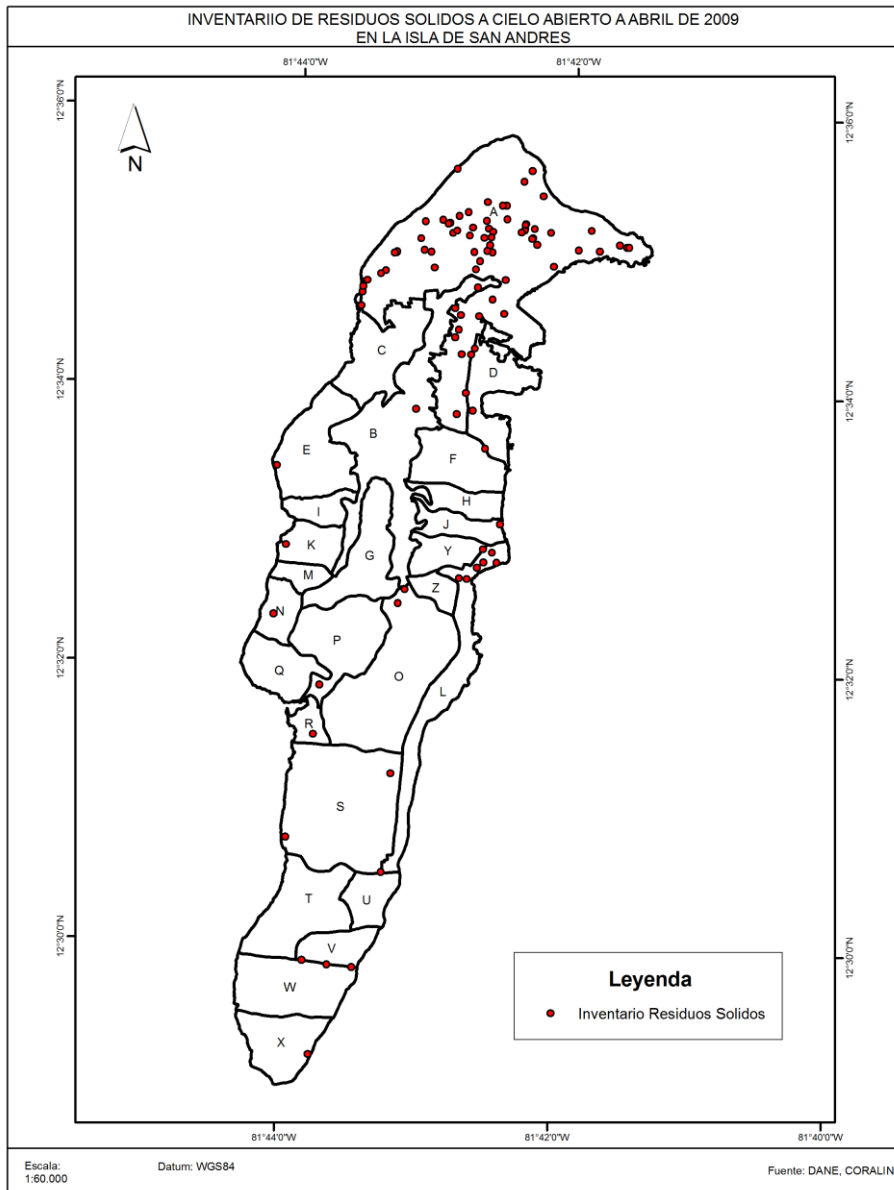 INVENTARIIO DE RESIDUOS SOLIDOS A CIELO ABIERTO A ABRIL DE 2009
EN LA ISLA DE SAN ANDRES
81°44'0"W 81°42'0"W
12°36'0"N 12°36'0"N
N
A
C
D
12°34'0"N 12°34'0"N
B
E
F
H
I
J
K
Y
G
M
Z
N
P
12°32'0"N 12°32'0"N
Q
O
L
R
S
T
U
12°30'0"N 12°30'0"N
V
W
X
Leyenda
Inventario Residuos Solidos
81°44'0"W 81°42'0"W 81°40'0"W
Escala:
1:60.000
Datum: WGS84
Fuente: DANE, CORALIN